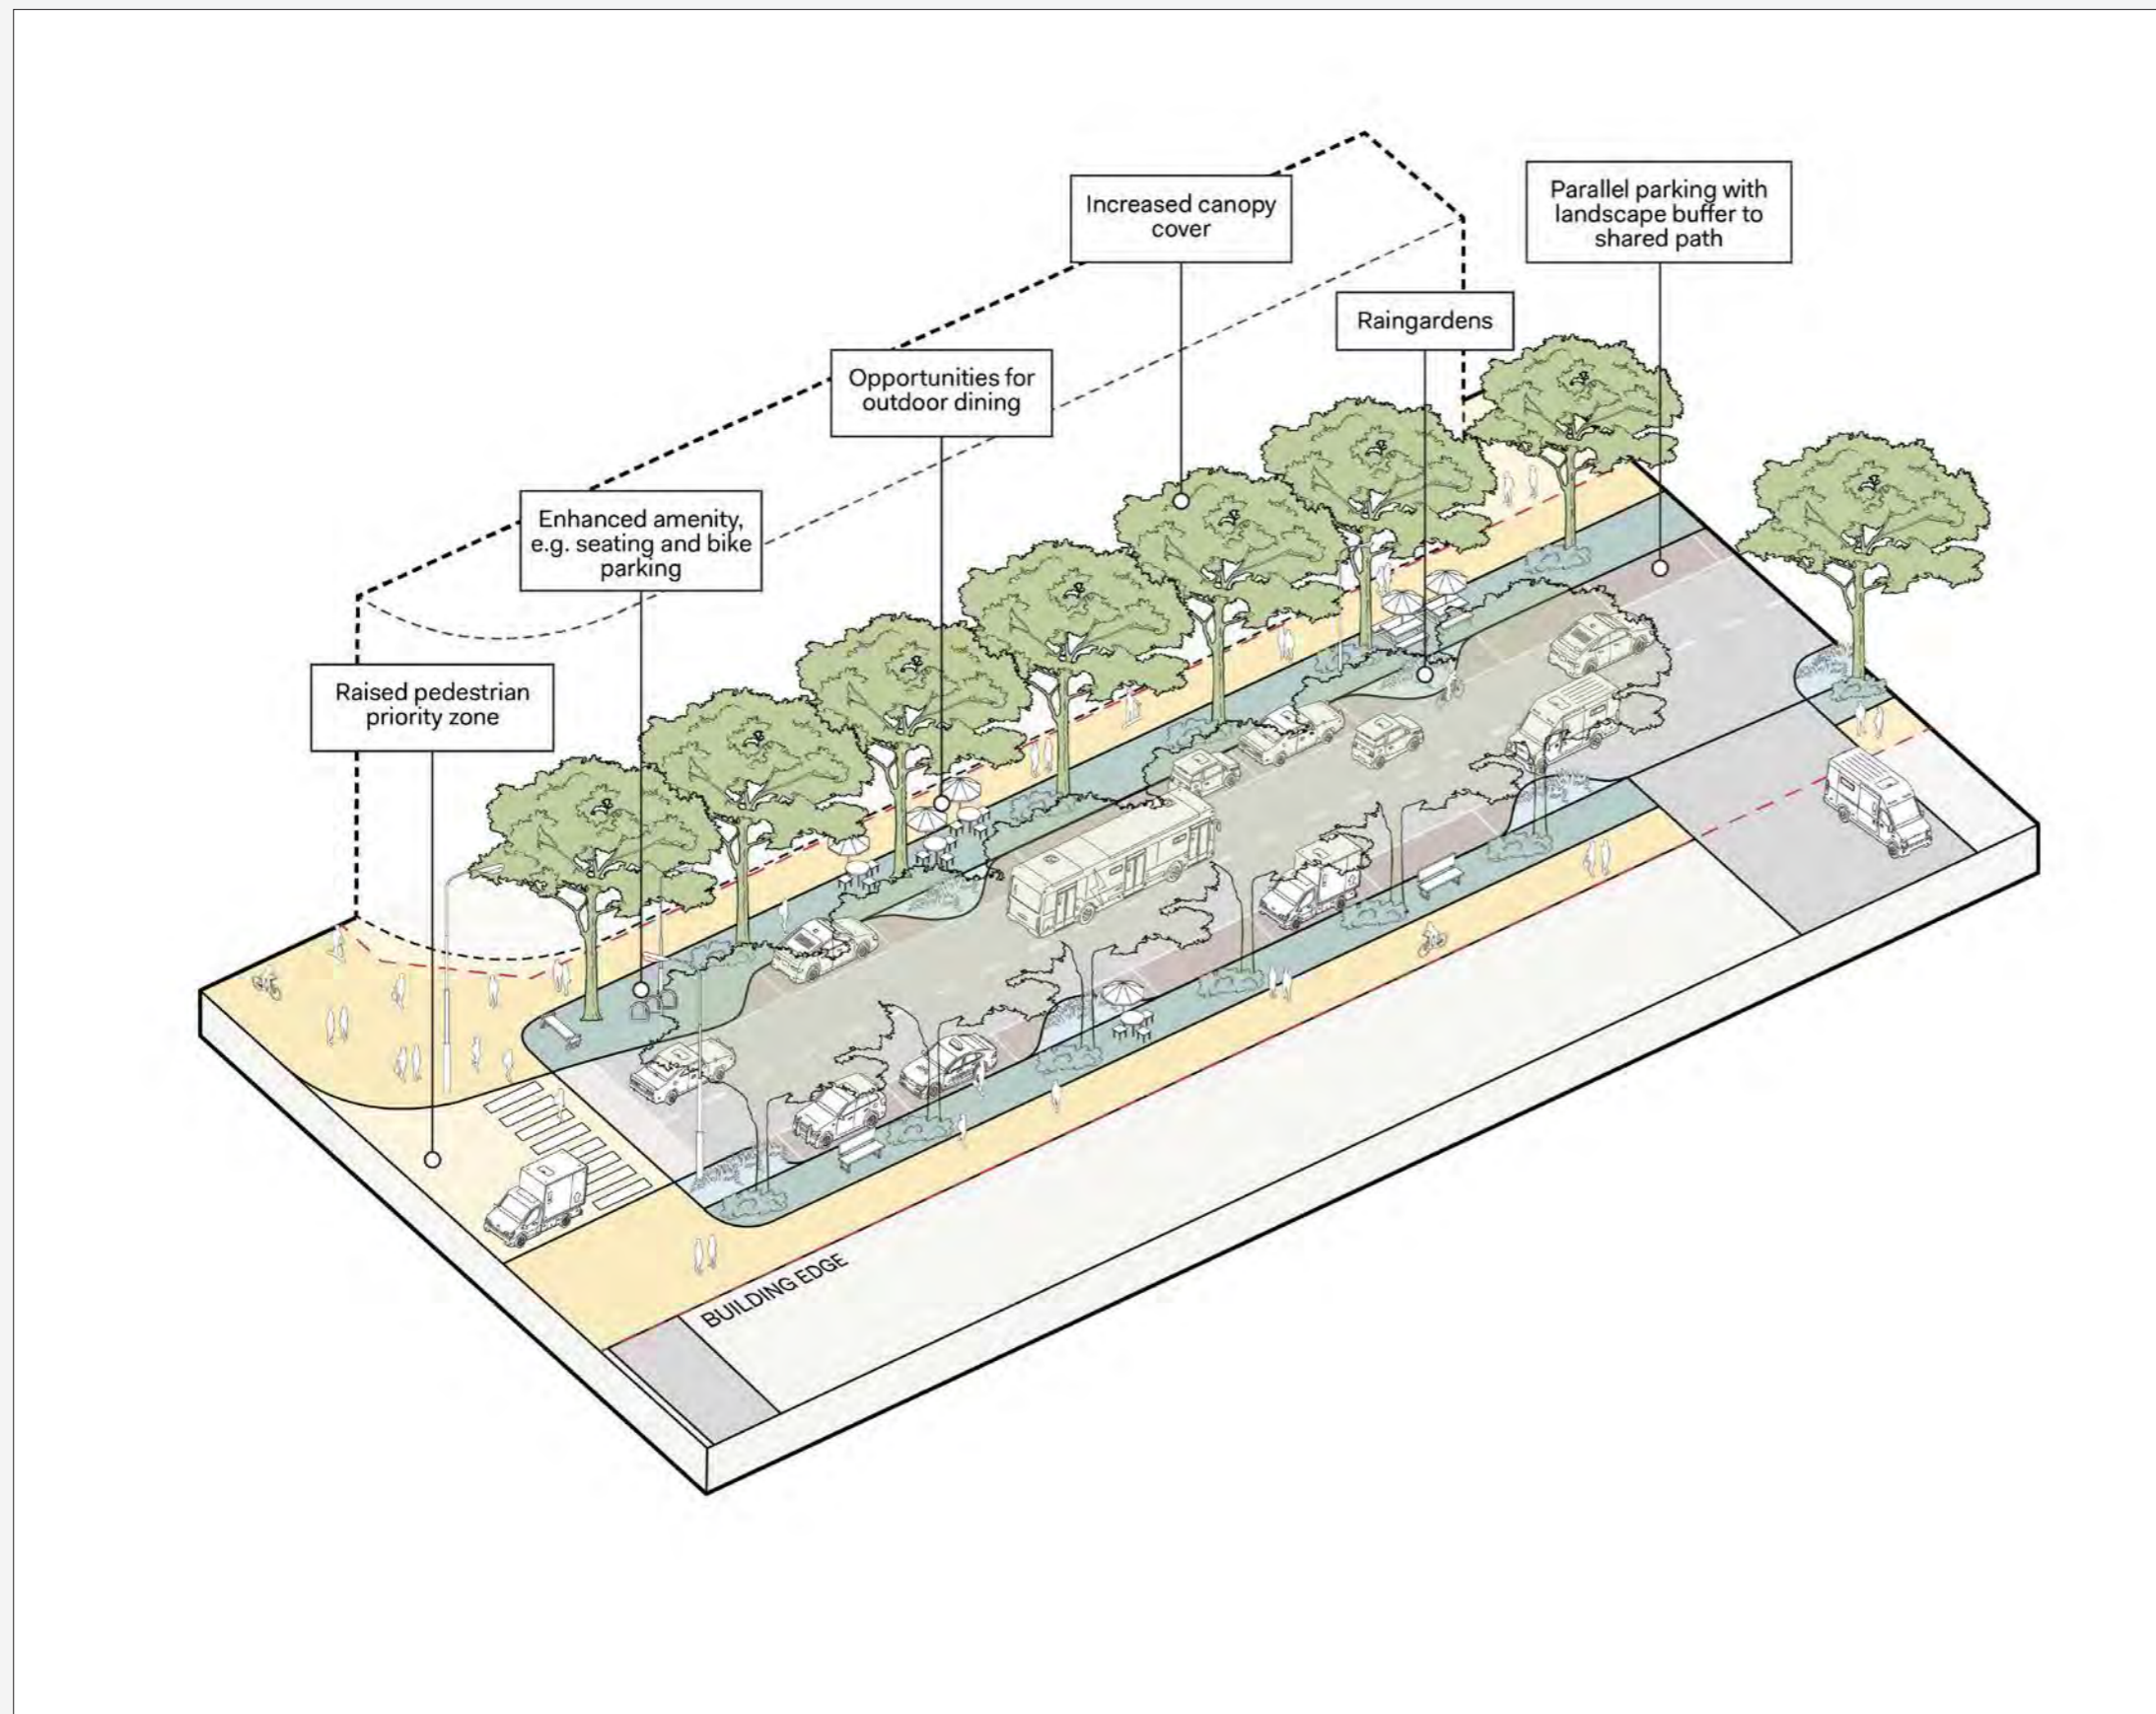 Increased canopy
cover
Parallel parking with
landscape buffer to
shared path
Raingardens
Opportunities for
outdoor dining
Enhanced amenity,
e.g. seating and bike
parking
Raised pedestrian
priority zone
BUILDING EDGE